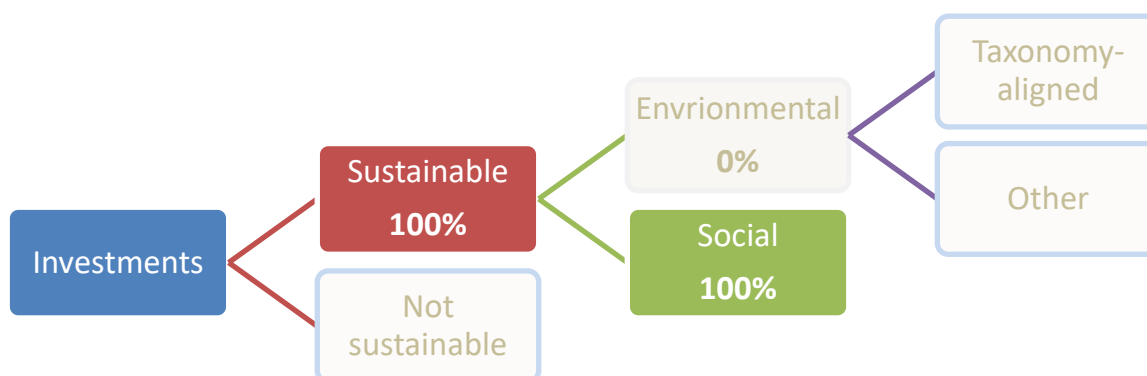 Investments
Sustainable
100%
Not
sustainable
Envrionmental
0%
Social
100%
Taxonomy-
aligned
Other